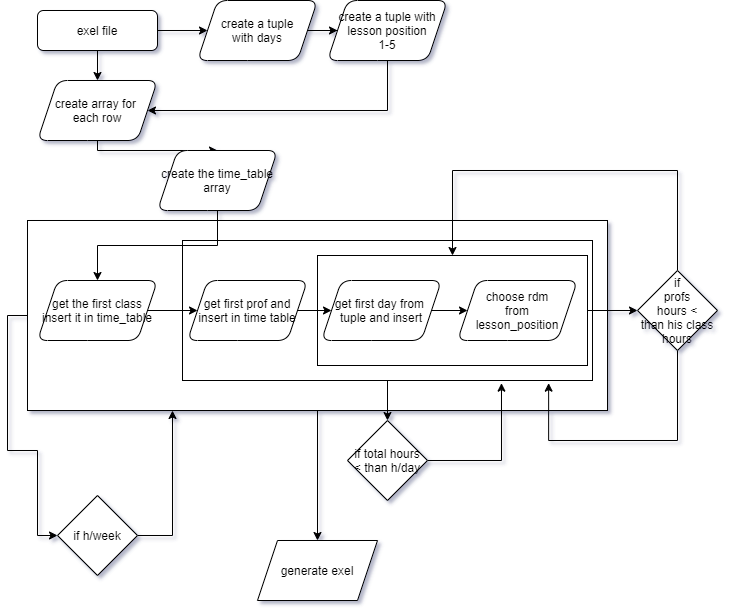 exel file
create a tuple
with days
create a tuple with
lesson position
1-5
create array for
each row
create the time_table
array
get the first class
insert it in time_table
get first prof and
insert in time table
get first day from
tuple and insert
choose rdm
from
lesson_position
if
profs
hours <
than his class
hours
if total hours
< than h/day
if h/week
generate exel